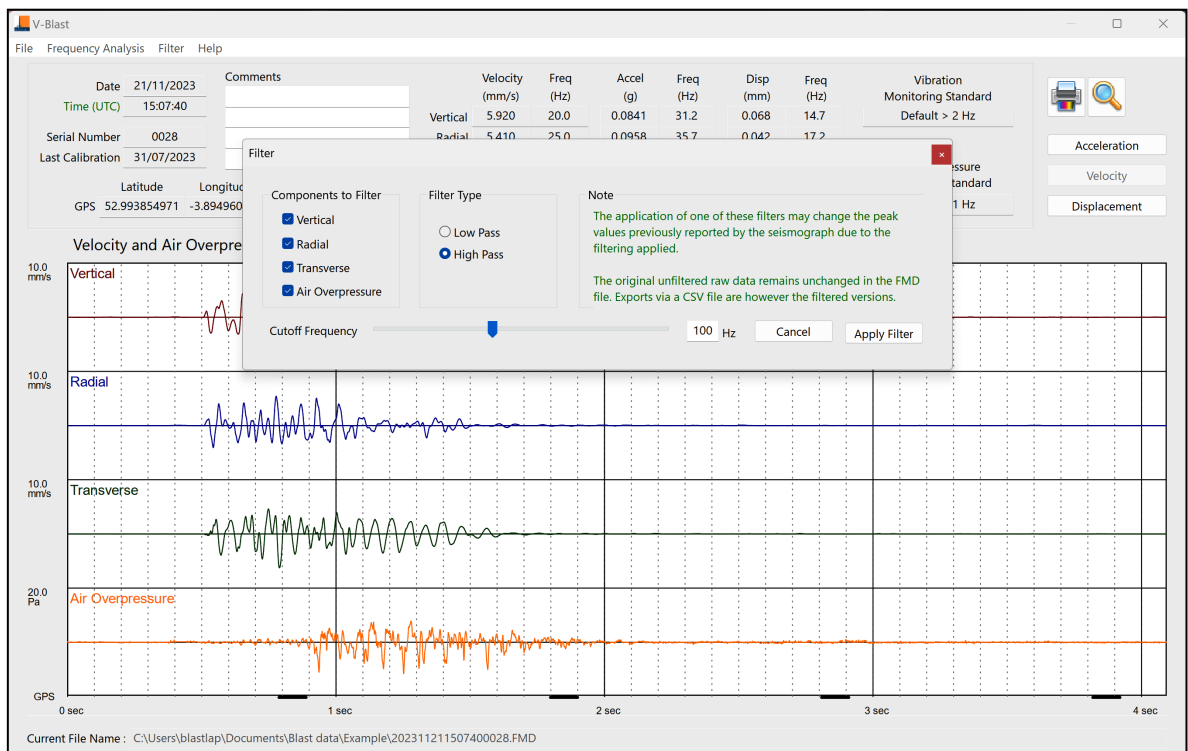 V-Blast
File Frequency Analysis Filter Help
Date 21/11/2023
Time (UTC) 15:07:40
Serial Number 0028
Last Calibration 31/07/2023
Latitude
GPS 52.993854971 -3.894960
Comments
Velocity Freq Accel Freq Disp Freq
(mm/s) (Hz) (g) (Hz) (mm) (Hz)
Vertical 5.920 20.0 0.0841 31.2 0.068 14.7
Radial 5.410 25.0 0.0958 35.7 0.042 17.2
Vibration
Monitoring Standard
Default > 2 Hz
1 Hz
Acceleration
Velocity
Displacement
Filter
Components to Filter
Vertical
Radial
Transverse
Air Overpressure
Filter Type
Low Pass
High Pass
Note
The application of one of these filters may change the peak
values previously reported by the seismograph due to the
filtering applied.
The original unfiltered raw data remains unchanged in the FMD
file. Exports via a CSV file are however the filtered versions.
Cutoff Frequency 100 Hz Cancel Apply Filter
Velocity and Air Overpre
10.0
mm/s
Vertical
10.0
mm/s
Radial
10.0
mm/s
Transverse
20.0
Pa
Air Overpressure
GPS
0 sec 1 sec 2 sec 3 sec 4 sec
Current File Name : C:\Users\blastlap\Documents\Blast data\Example\202311211507400028.FMD